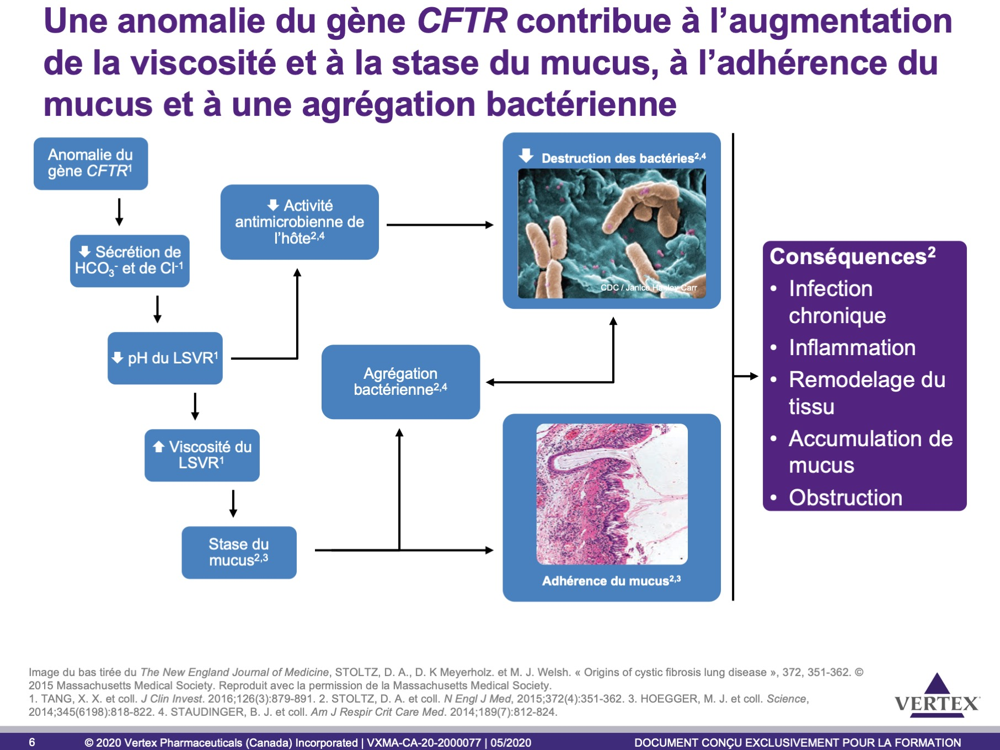 Une anomalie du gène CFTR contribue à l’augmentation
de la viscosité et à la stase du mucus, à l’adhérence du
mucus et à une agrégation bactérienne
Anomalie du
gène CFTR¹
⬇ Sécrétion de
HCO₃⁻ et de Cl⁻¹
⬇ pH du LSVR¹
⬆ Viscosité du
LSVR¹
Stase du
mucus²,³
⬇ Activité
antimicrobienne de
l’hôte²,⁴
Agrégation
bactérienne²,⁴
⬇ Destruction des bactéries²,⁴
CDC / Janice Haney Carr
Adhérence du mucus²,³
Conséquences²
• Infection
chronique
• Inflammation
• Remodelage du
tissu
• Accumulation de
mucus
• Obstruction
Image du bas tirée du The New England Journal of Medicine, STOLTZ, D. A., D. K Meyerholz. et M. J. Welsh. « Origins of cystic fibrosis lung disease », 372, 351-362. ©
2015 Massachusetts Medical Society. Reproduit avec la permission de la Massachusetts Medical Society.
1. TANG, X. X. et coll. J Clin Invest. 2016;126(3):879-891. 2. STOLTZ, D. A. et coll. N Engl J Med, 2015;372(4):351-362. 3. HOEGGER, M. J. et coll. Science,
2014;345(6198):818-822. 4. STAUDINGER, B. J. et coll. Am J Respir Crit Care Med. 2014;189(7):812-824.
VERTEX
6 © 2020 Vertex Pharmaceuticals (Canada) Incorporated | VXMA-CA-20-2000077 | 05/2020 DOCUMENT CONÇU EXCLUSIVEMENT POUR LA FORMATION